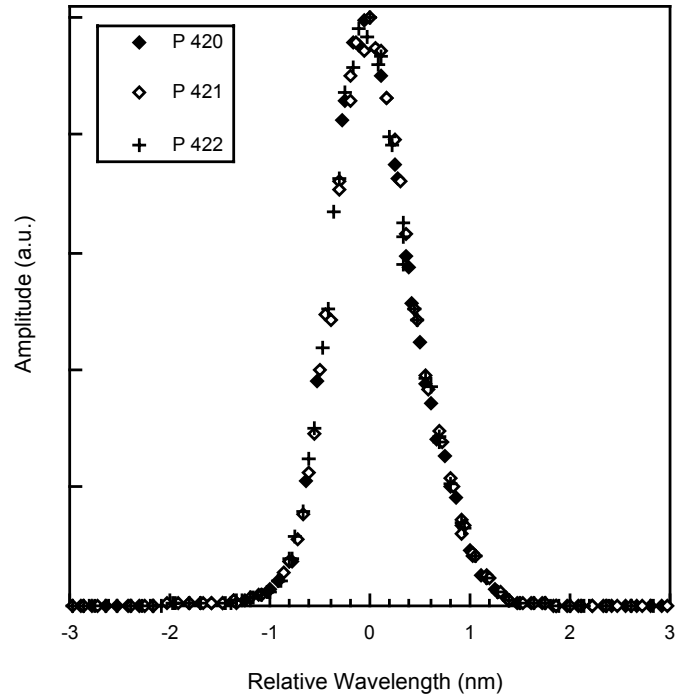 P 420
P 421
P 422
Amplitude (a.u.)
-3 -2 -1 0 1 2 3
Relative Wavelength (nm)